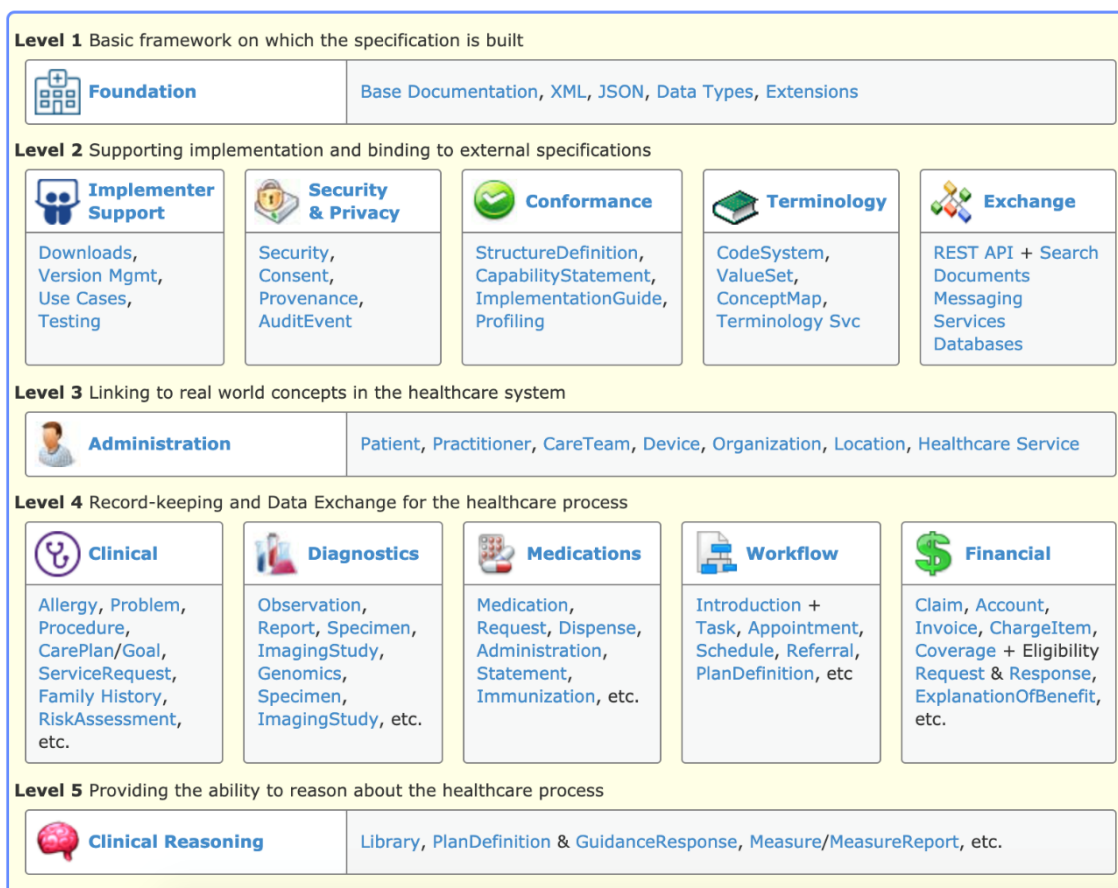 Level 1 Basic framework on which the specification is built
Foundation
Base Documentation, XML, JSON, Data Types, Extensions
Level 2 Supporting implementation and binding to external specifications
Implementer
Support
Downloads,
Version Mgmt,
Use Cases,
Testing
Security
& Privacy
Security,
Consent,
Provenance,
AuditEvent
Conformance
StructureDefinition,
CapabilityStatement,
ImplementationGuide,
Profiling
Terminology
CodeSystem,
ValueSet,
ConceptMap,
Terminology Svc
Exchange
REST API + Search
Documents
Messaging
Services
Databases
Level 3 Linking to real world concepts in the healthcare system
Administration
Patient, Practitioner, CareTeam, Device, Organization, Location, Healthcare Service
Level 4 Record-keeping and Data Exchange for the healthcare process
Clinical
Allergy, Problem,
Procedure,
CarePlan/Goal,
ServiceRequest,
Family History,
RiskAssessment,
etc.
Diagnostics
Observation,
Report, Specimen,
ImagingStudy,
Genomics,
Specimen,
ImagingStudy, etc.
Medications
Medication,
Request, Dispense,
Administration,
Statement,
Immunization, etc.
Workflow
Introduction +
Task, Appointment,
Schedule, Referral,
PlanDefinition, etc
Financial
Claim, Account,
Invoice, ChargeItem,
Coverage + Eligibility
Request & Response,
ExplanationOfBenefit,
etc.
Level 5 Providing the ability to reason about the healthcare process
Clinical Reasoning
Library, PlanDefinition & GuidanceResponse, Measure/MeasureReport, etc.